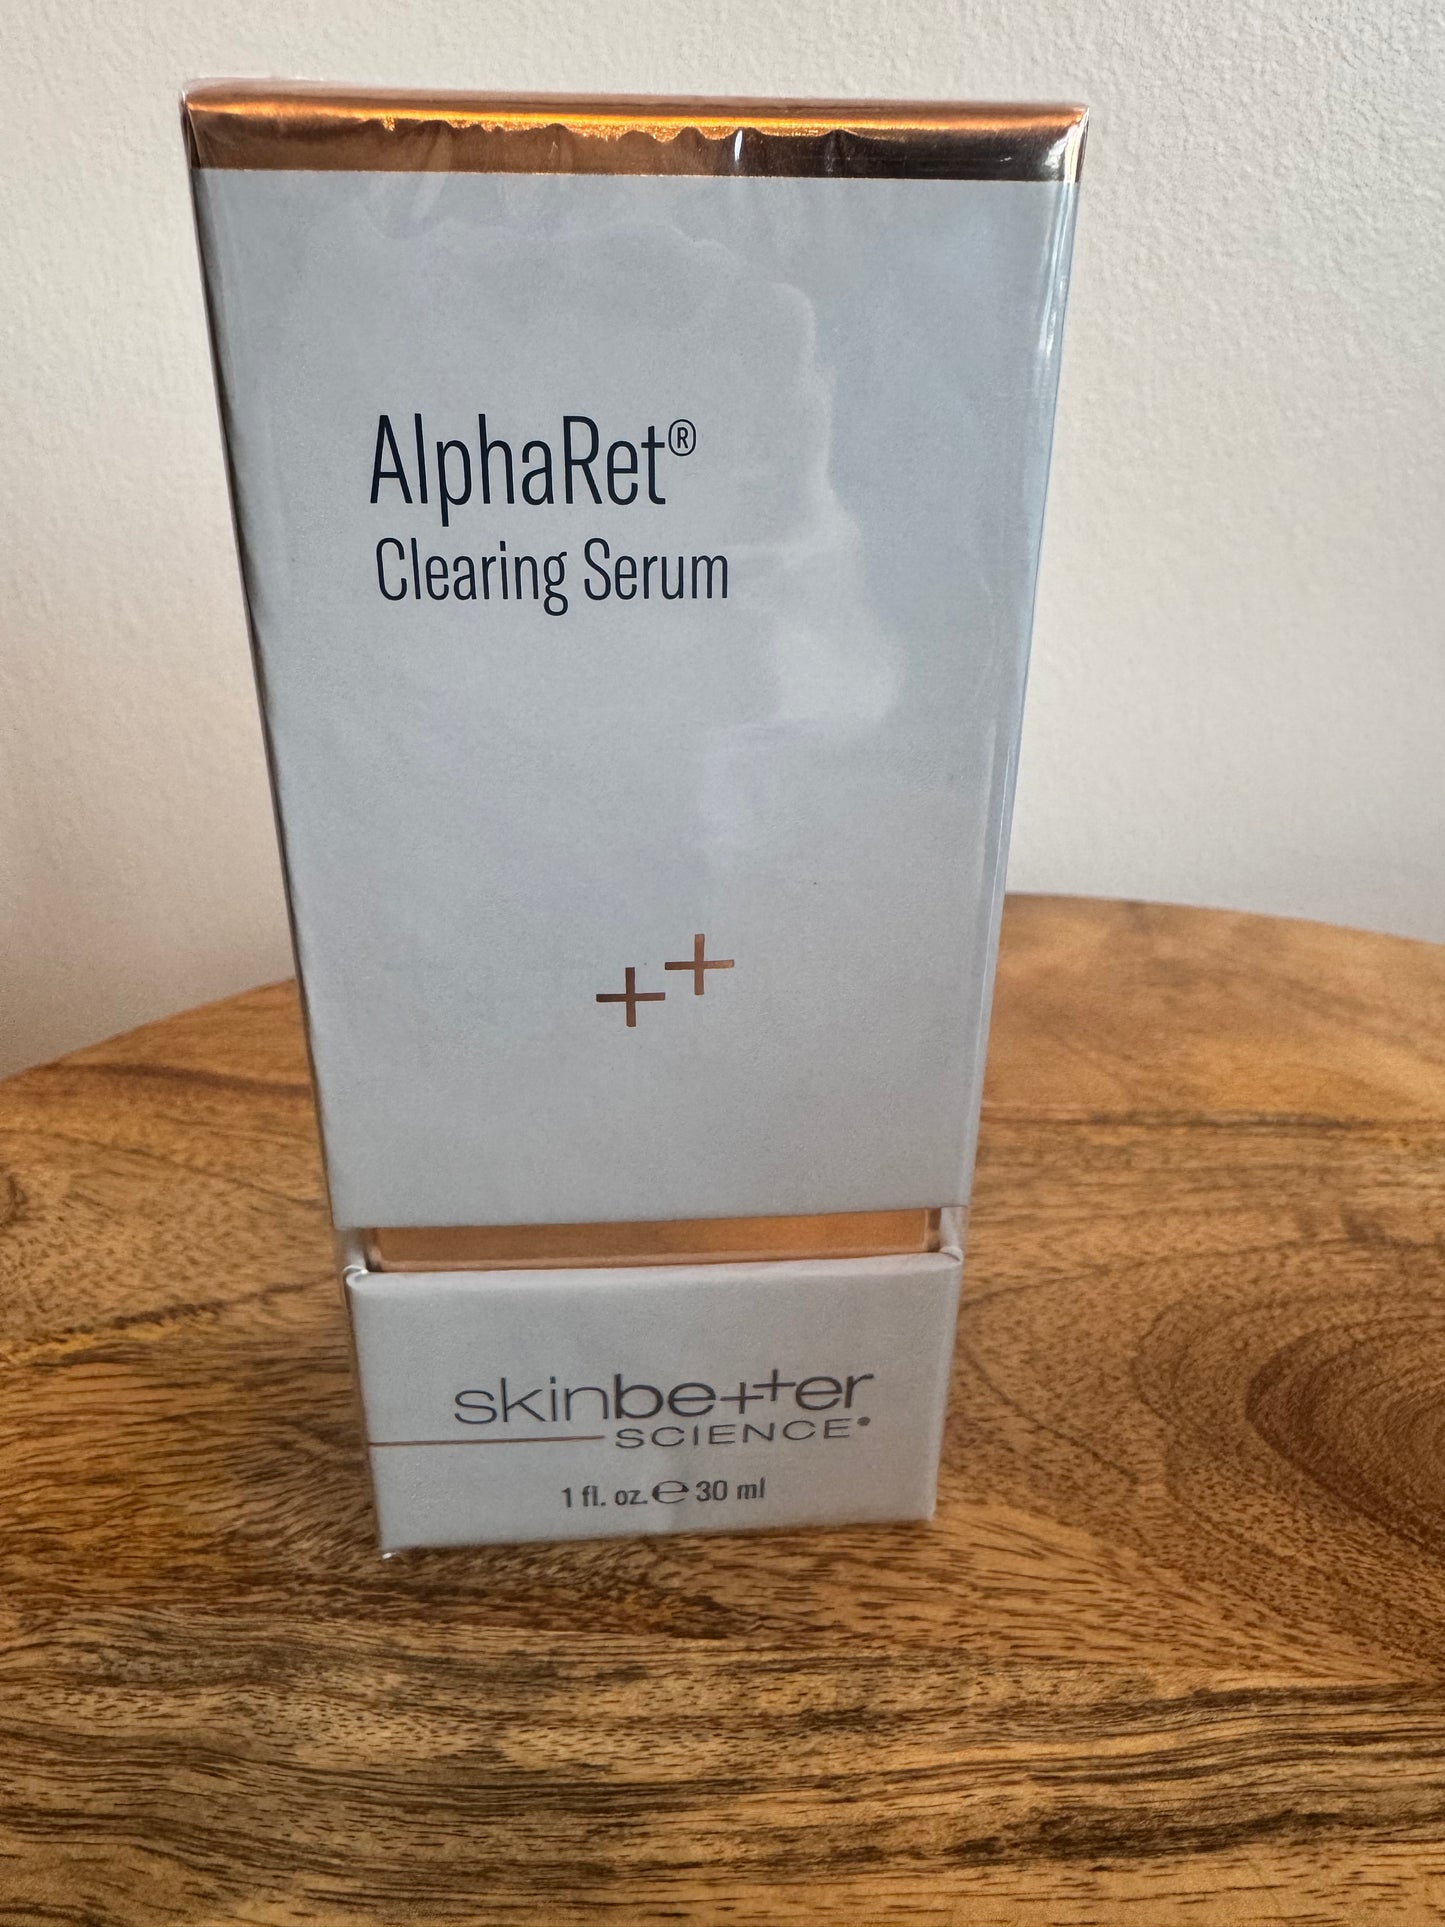 AlphaRet®
Clearing Serum
skinbetter
SCIENCE®
1 fl. oz. ℮ 30 ml